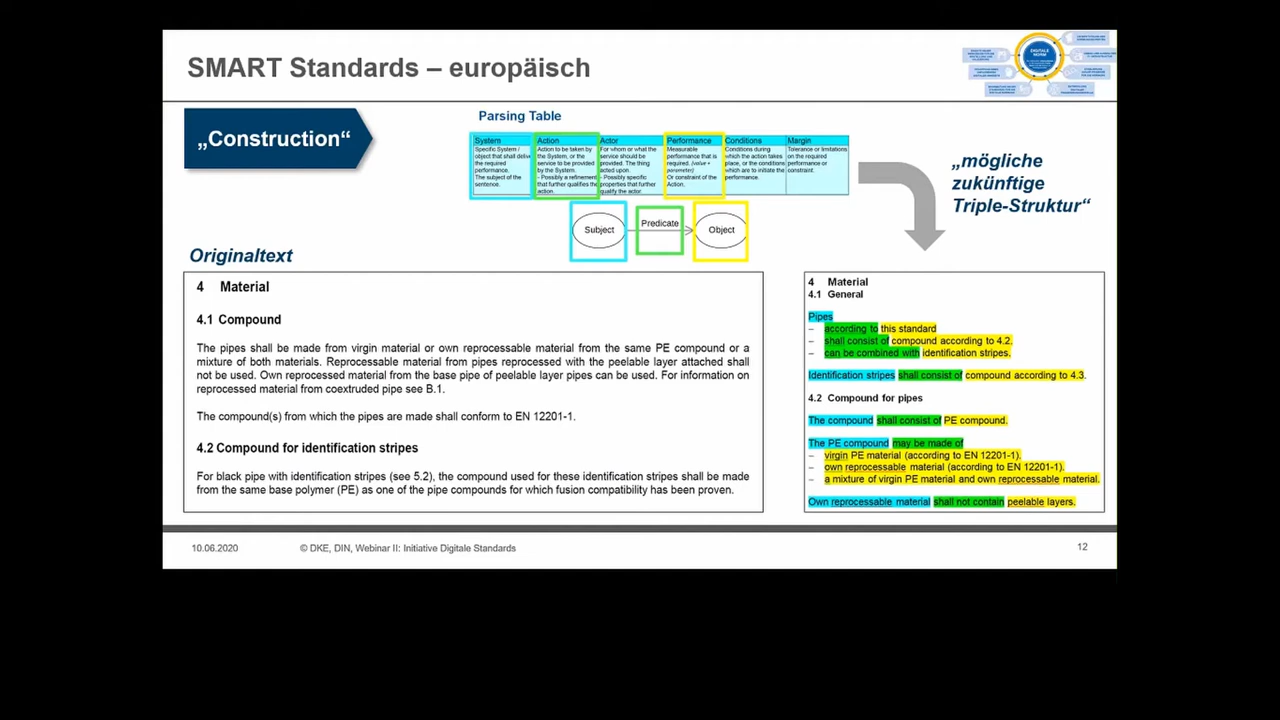 SMART Standards – europäisch
DIGITALE
NORM
„Construction“
Parsing Table
System
Specific System /
object that shall delive
the required
performance.
The subject of the
sentence.
Action
Action to be taken by
the System, or the
service to be provided
by the System.
- Possibly a refinement
that further qualifies the
action.
Actor
For whom or what the
service should be
provided. The thing
acted upon.
- Possibly specific
properties that further
qualify the actor.
Performance
Measurable
performance that is
required. (value +
parameter)
Or constraint of the
Action.
Conditions
Conditions during
which the action takes
place, or the conditions
which are to initiate the
performance.
Margin
Tolerance or limitations
on the required
performance or
constraint.
Subject
Predicate
Object
„mögliche
zukünftige
Triple-Struktur“
Originaltext
4 Material
4.1 Compound
The pipes shall be made from virgin material or own reprocessable material from the same PE compound or a
mixture of both materials. Reprocessable material from pipes reprocessed with the peelable layer attached shall
not be used. Own reprocessed material from the base pipe of peelable layer pipes can be used. For information on
reprocessed material from coextruded pipe see B.1.
The compound(s) from which the pipes are made shall conform to EN 12201-1.
4.2 Compound for identification stripes
For black pipe with identification stripes (see 5.2), the compound used for these identification stripes shall be made
from the same base polymer (PE) as one of the pipe compounds for which fusion compatibility has been proven.
4 Material
4.1 General
Pipes
– according to this standard
– shall consist of compound according to 4.2.
– can be combined with identification stripes.
Identification stripes shall consist of compound according to 4.3.
4.2 Compound for pipes
The compound shall consist of PE compound.
The PE compound may be made of
– virgin PE material (according to EN 12201-1).
– own reprocessable material (according to EN 12201-1).
– a mixture of virgin PE material and own reprocessable material.
Own reprocessable material shall not contain peelable layers.
10.06.2020
© DKE, DIN, Webinar II: Initiative Digitale Standards
12